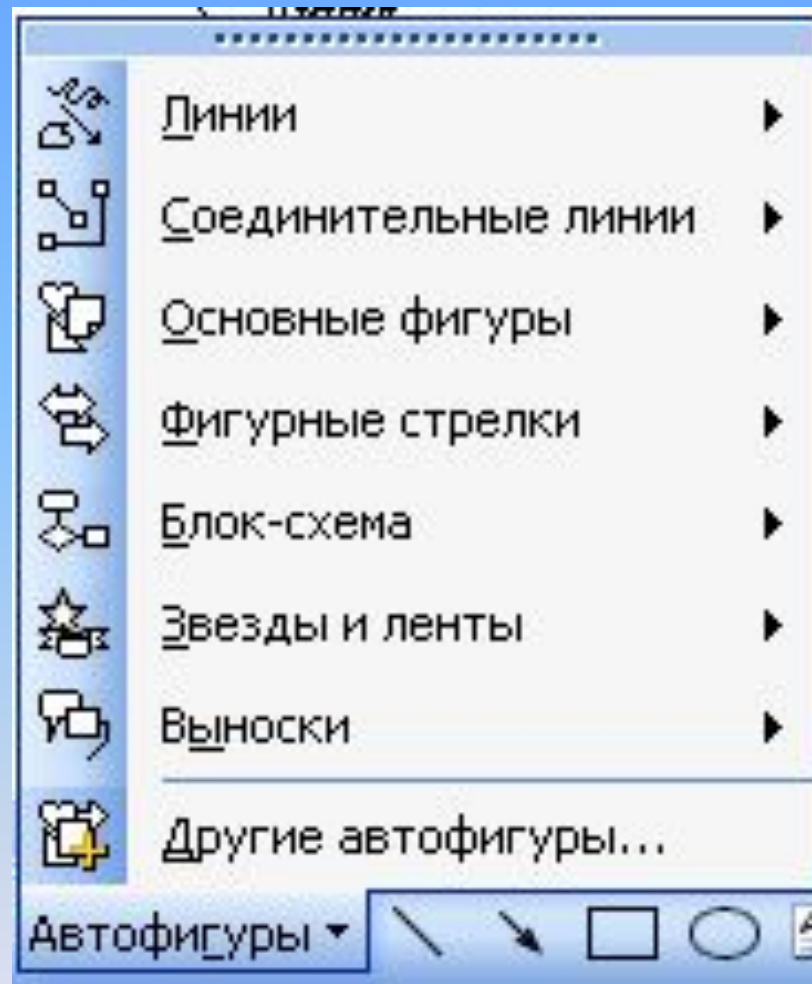 Линии
Соединительные линии
Основные фигуры
Фигурные стрелки
Блок-схема
Звезды и ленты
Выноски
Другие автофигуры...
Автофигуры